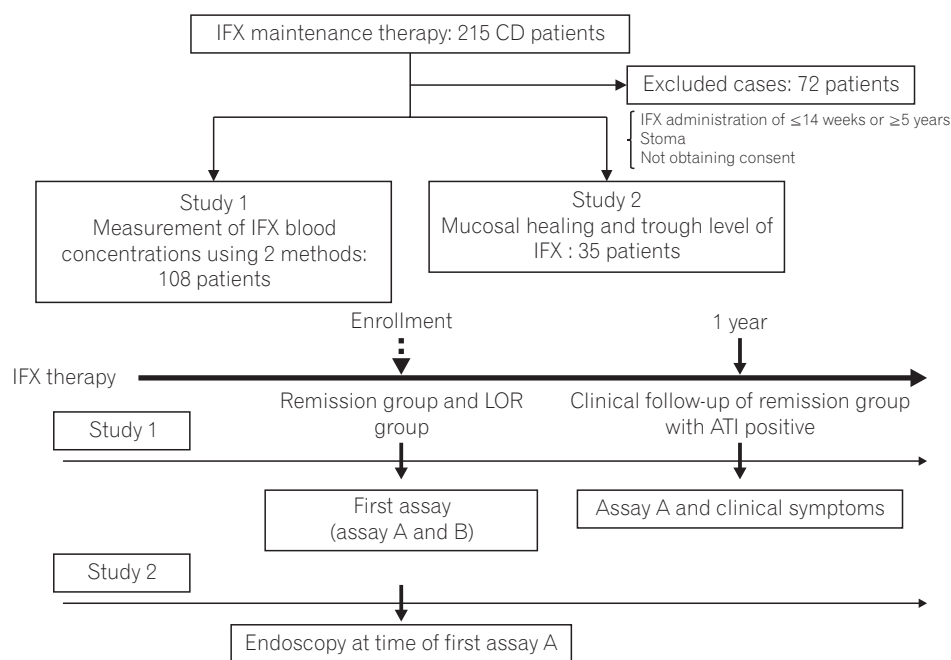 IFX maintenance therapy: 215 CD patients
Excluded cases: 72 patients
IFX administration of ≤14 weeks or ≥5 years
Stoma
Not obtaining consent
Study 1
Measurement of IFX blood
concentrations using 2 methods:
108 patients
Study 2
Mucosal healing and trough level of
IFX : 35 patients
Enrollment
1 year
IFX therapy
Remission group and LOR
group
Clinical follow-up of remission group
with ATI positive
Study 1
First assay
(assay A and B)
Assay A and clinical symptoms
Study 2
Endoscopy at time of first assay A